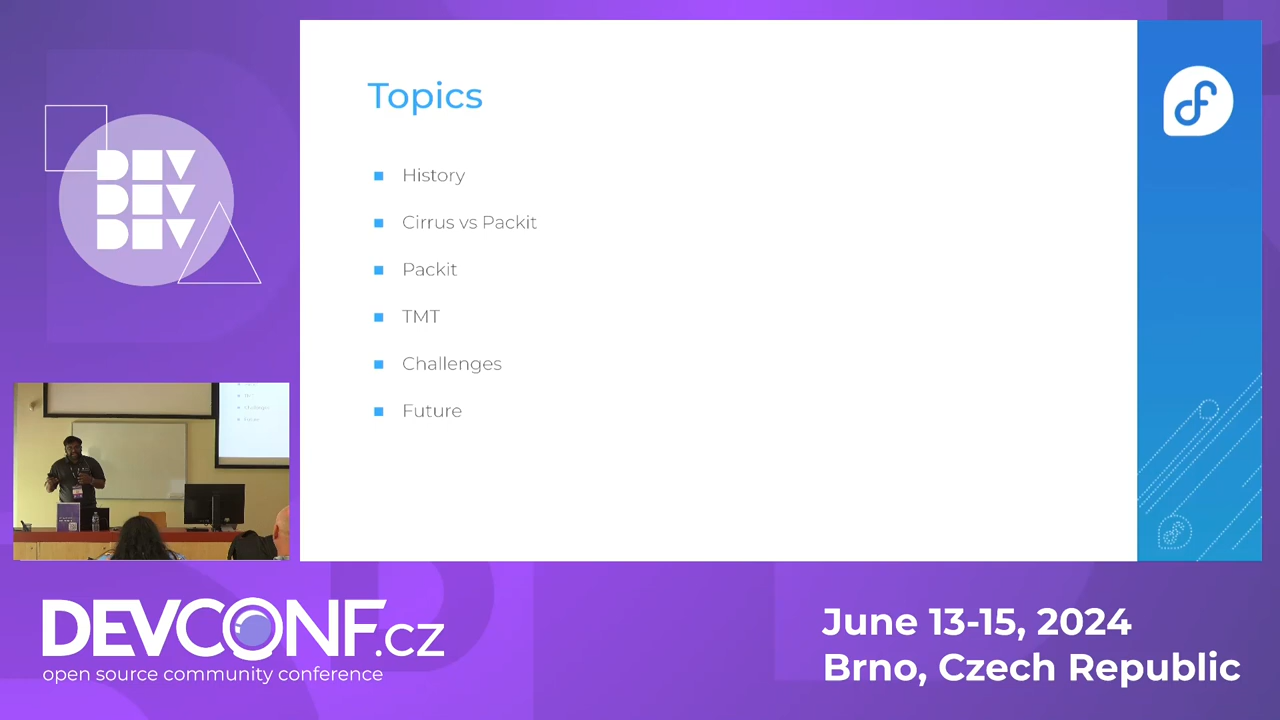 Topics
History
Cirrus vs Packit
Packit
TMT
Challenges
Future
DEV
DEV
DEV
DEVCONF.cz
open source community conference
June 13-15, 2024
Brno, Czech Republic